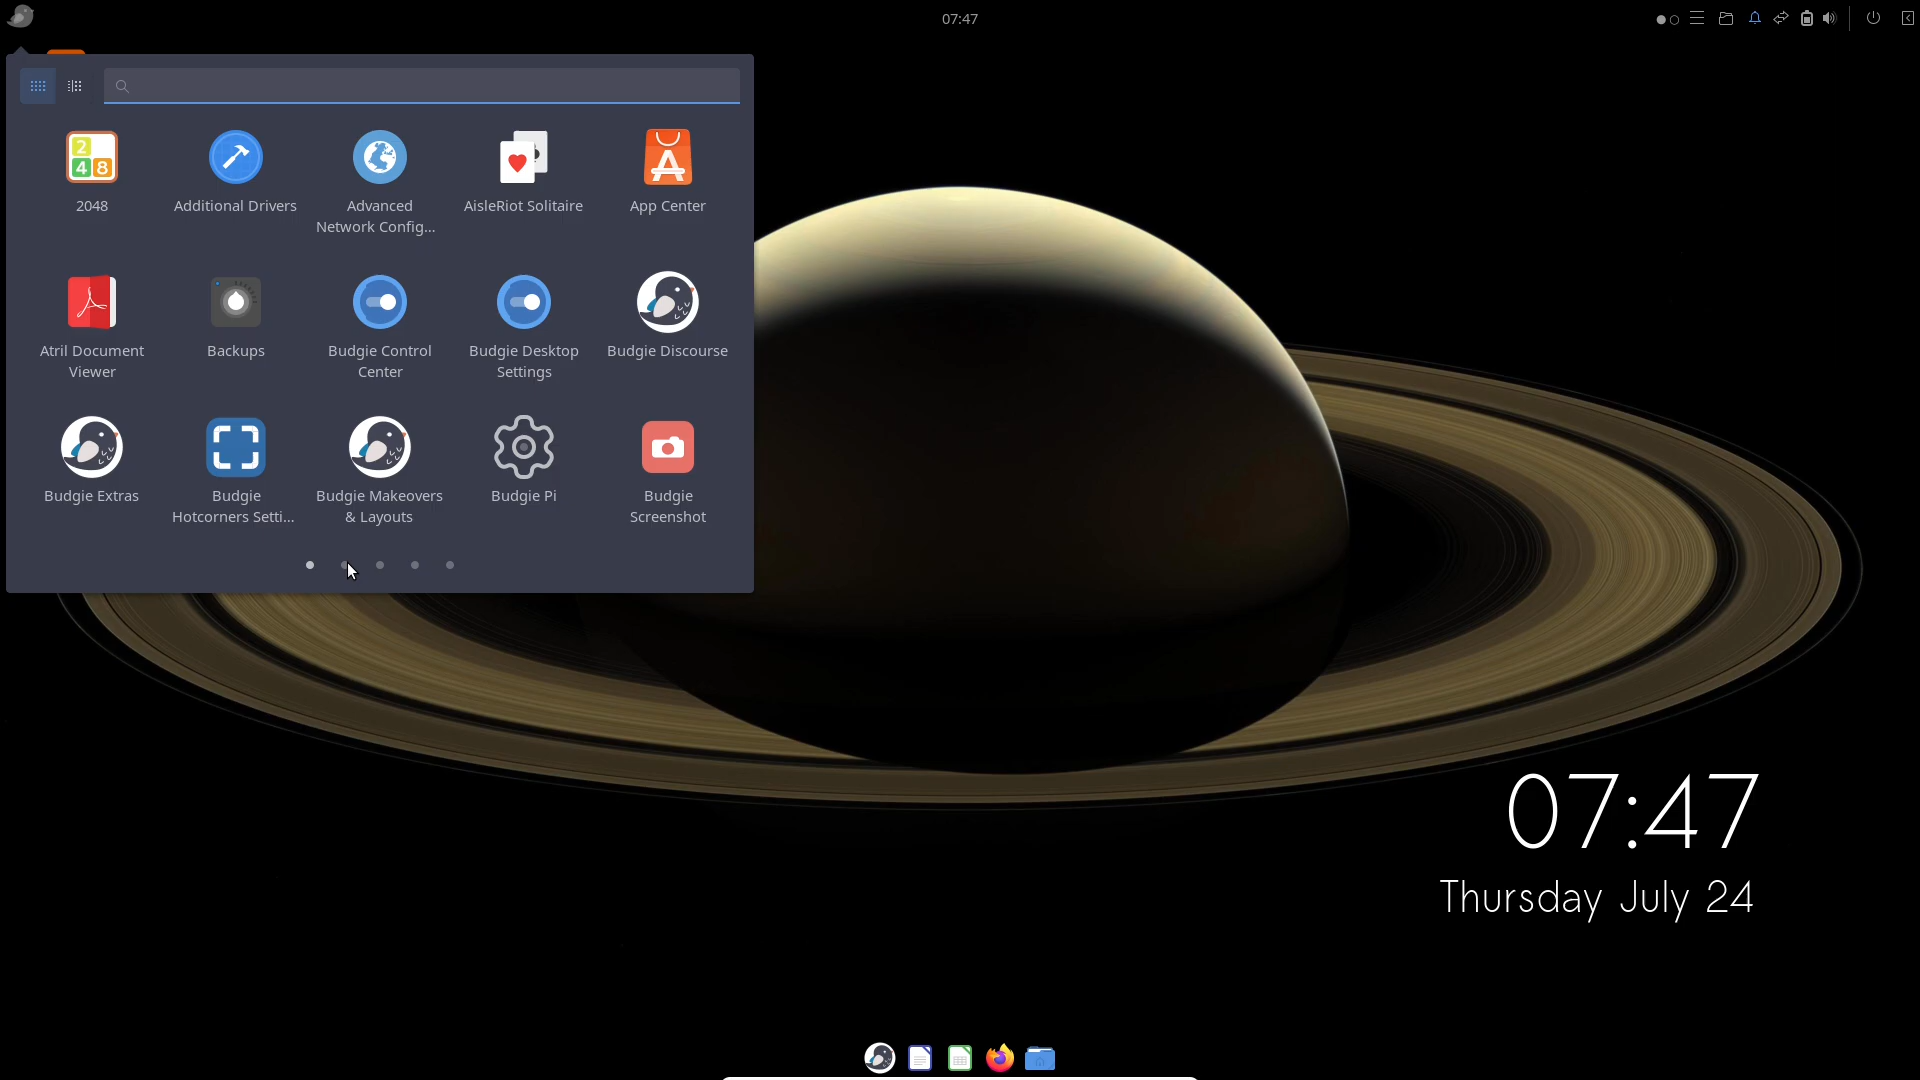 07:47
2048
Additional Drivers
Advanced
Network Config...
AisleRiot Solitaire
App Center
Atril Document
Viewer
Backups
Budgie Control
Center
Budgie Desktop
Settings
Budgie Discourse
Budgie Extras
Budgie
Hotcorners Setti...
Budgie Makeovers
& Layouts
Budgie Pi
Budgie
Screenshot
07:47
Thursday July 24